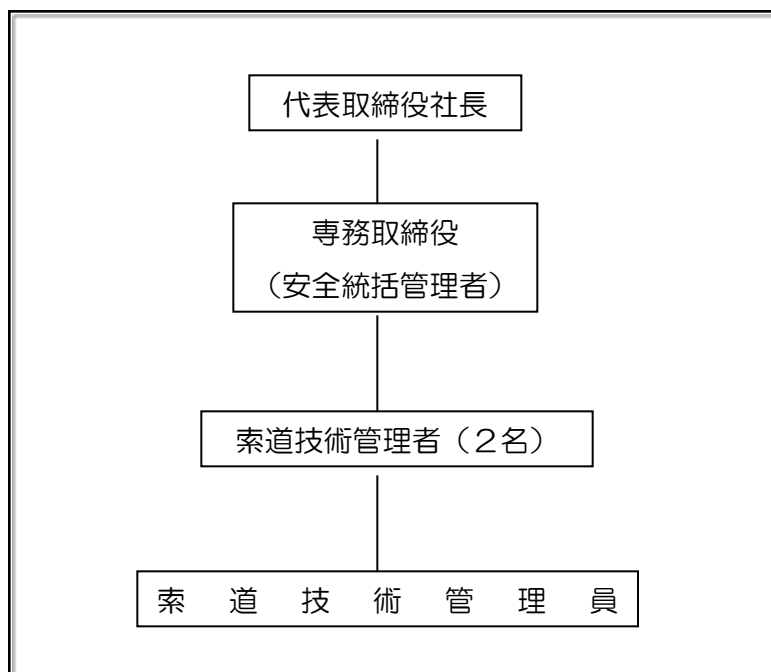 代表取締役社長
専務取締役
（安全統括管理者）
索道技術管理者（２名）
索道技術管理員